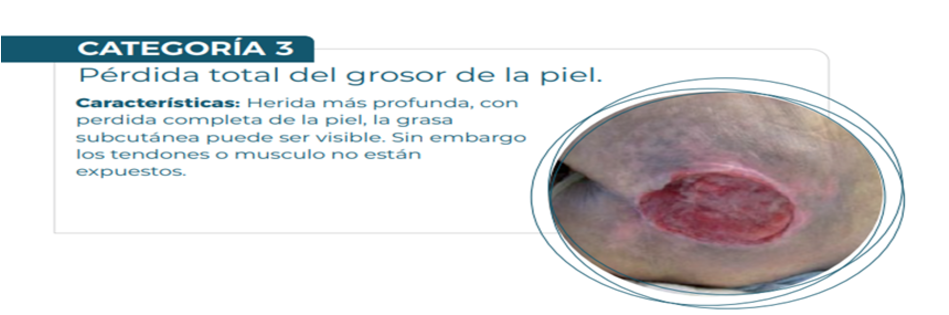 CATEGORÍA 3
Pérdida total del grosor de la piel.
Características: Herida más profunda, con
perdida completa de la piel, la grasa
subcutánea puede ser visible. Sin embargo
los tendones o musculo no están
expuestos.